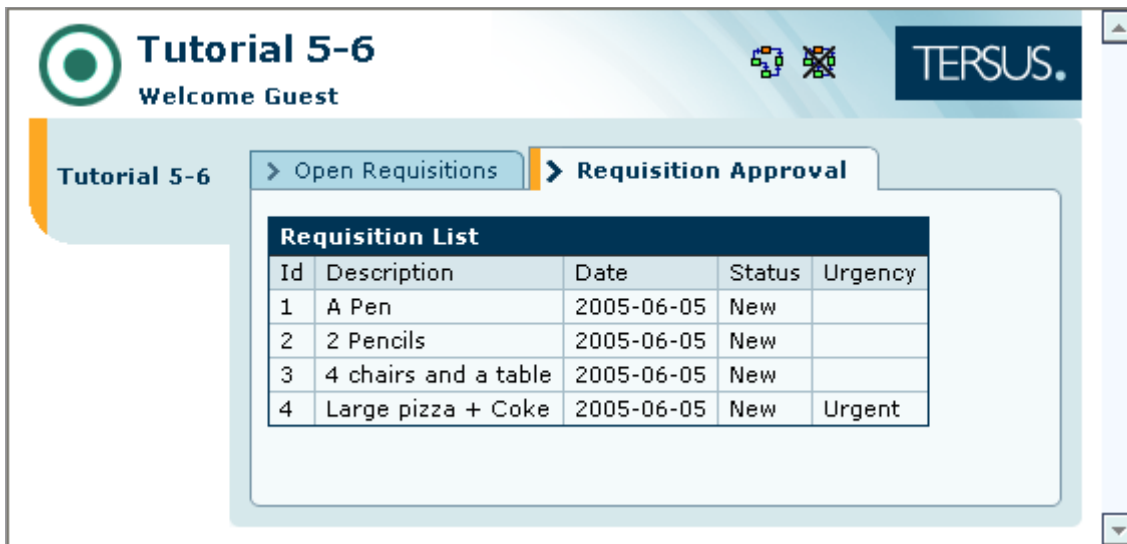 Tutorial 5-6
Welcome Guest
TERSUS.
Tutorial 5-6
Open Requisitions
Requisition Approval
Requisition List
Id Description Date Status Urgency
1 A Pen 2005-06-05 New
2 2 Pencils 2005-06-05 New
3 4 chairs and a table 2005-06-05 New
4 Large pizza + Coke 2005-06-05 New Urgent